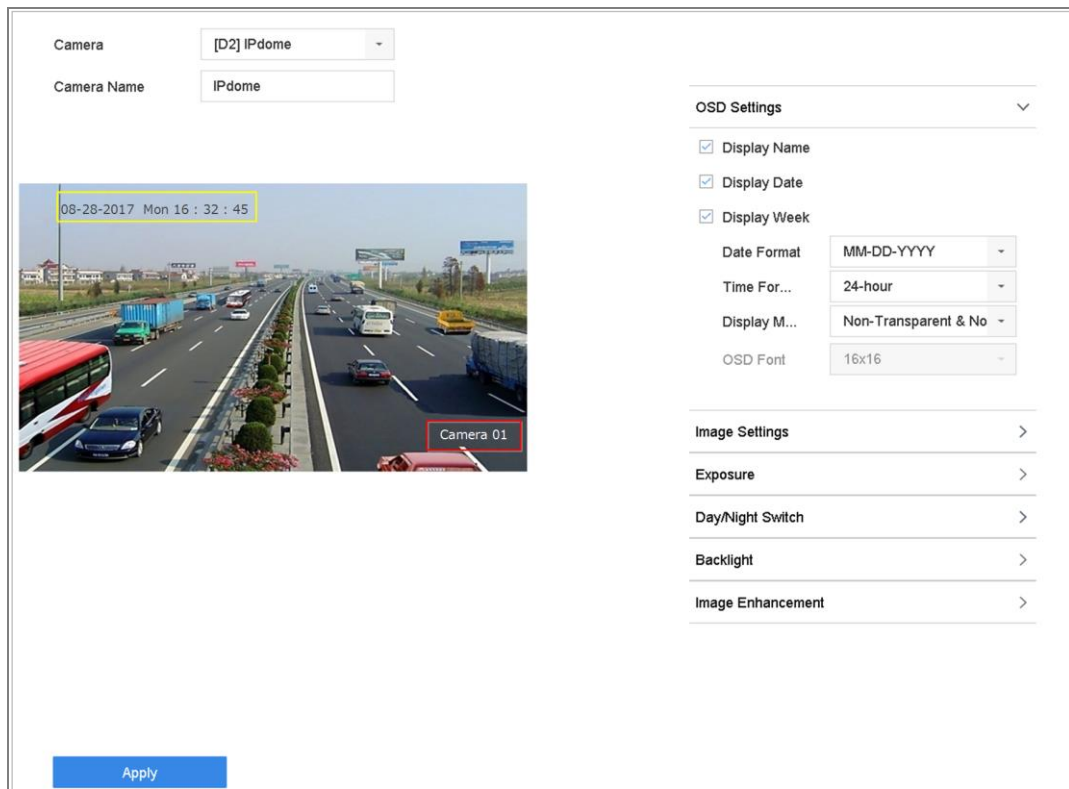 Camera
[D2] IPdome
Camera Name
IPdome
OSD Settings
Display Name
Display Date
Display Week
Date Format
MM-DD-YYYY
Time For...
24-hour
Display M...
Non-Transparent & No
OSD Font
16x16
08-28-2017 Mon 16 : 32 : 45
Camera 01
Image Settings
Exposure
Day/Night Switch
Backlight
Image Enhancement
Apply